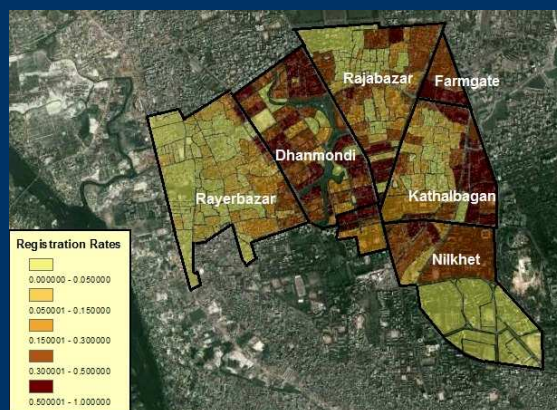 Rajabazar
Farmgate
Dhanmondi
Rayerbazar
Kathalbagan
Nilkhet
Registration Rates
0.000000 - 0.050000
0.050001 - 0.150000
0.150001 - 0.300000
0.300001 - 0.500000
0.500001 - 1.000000